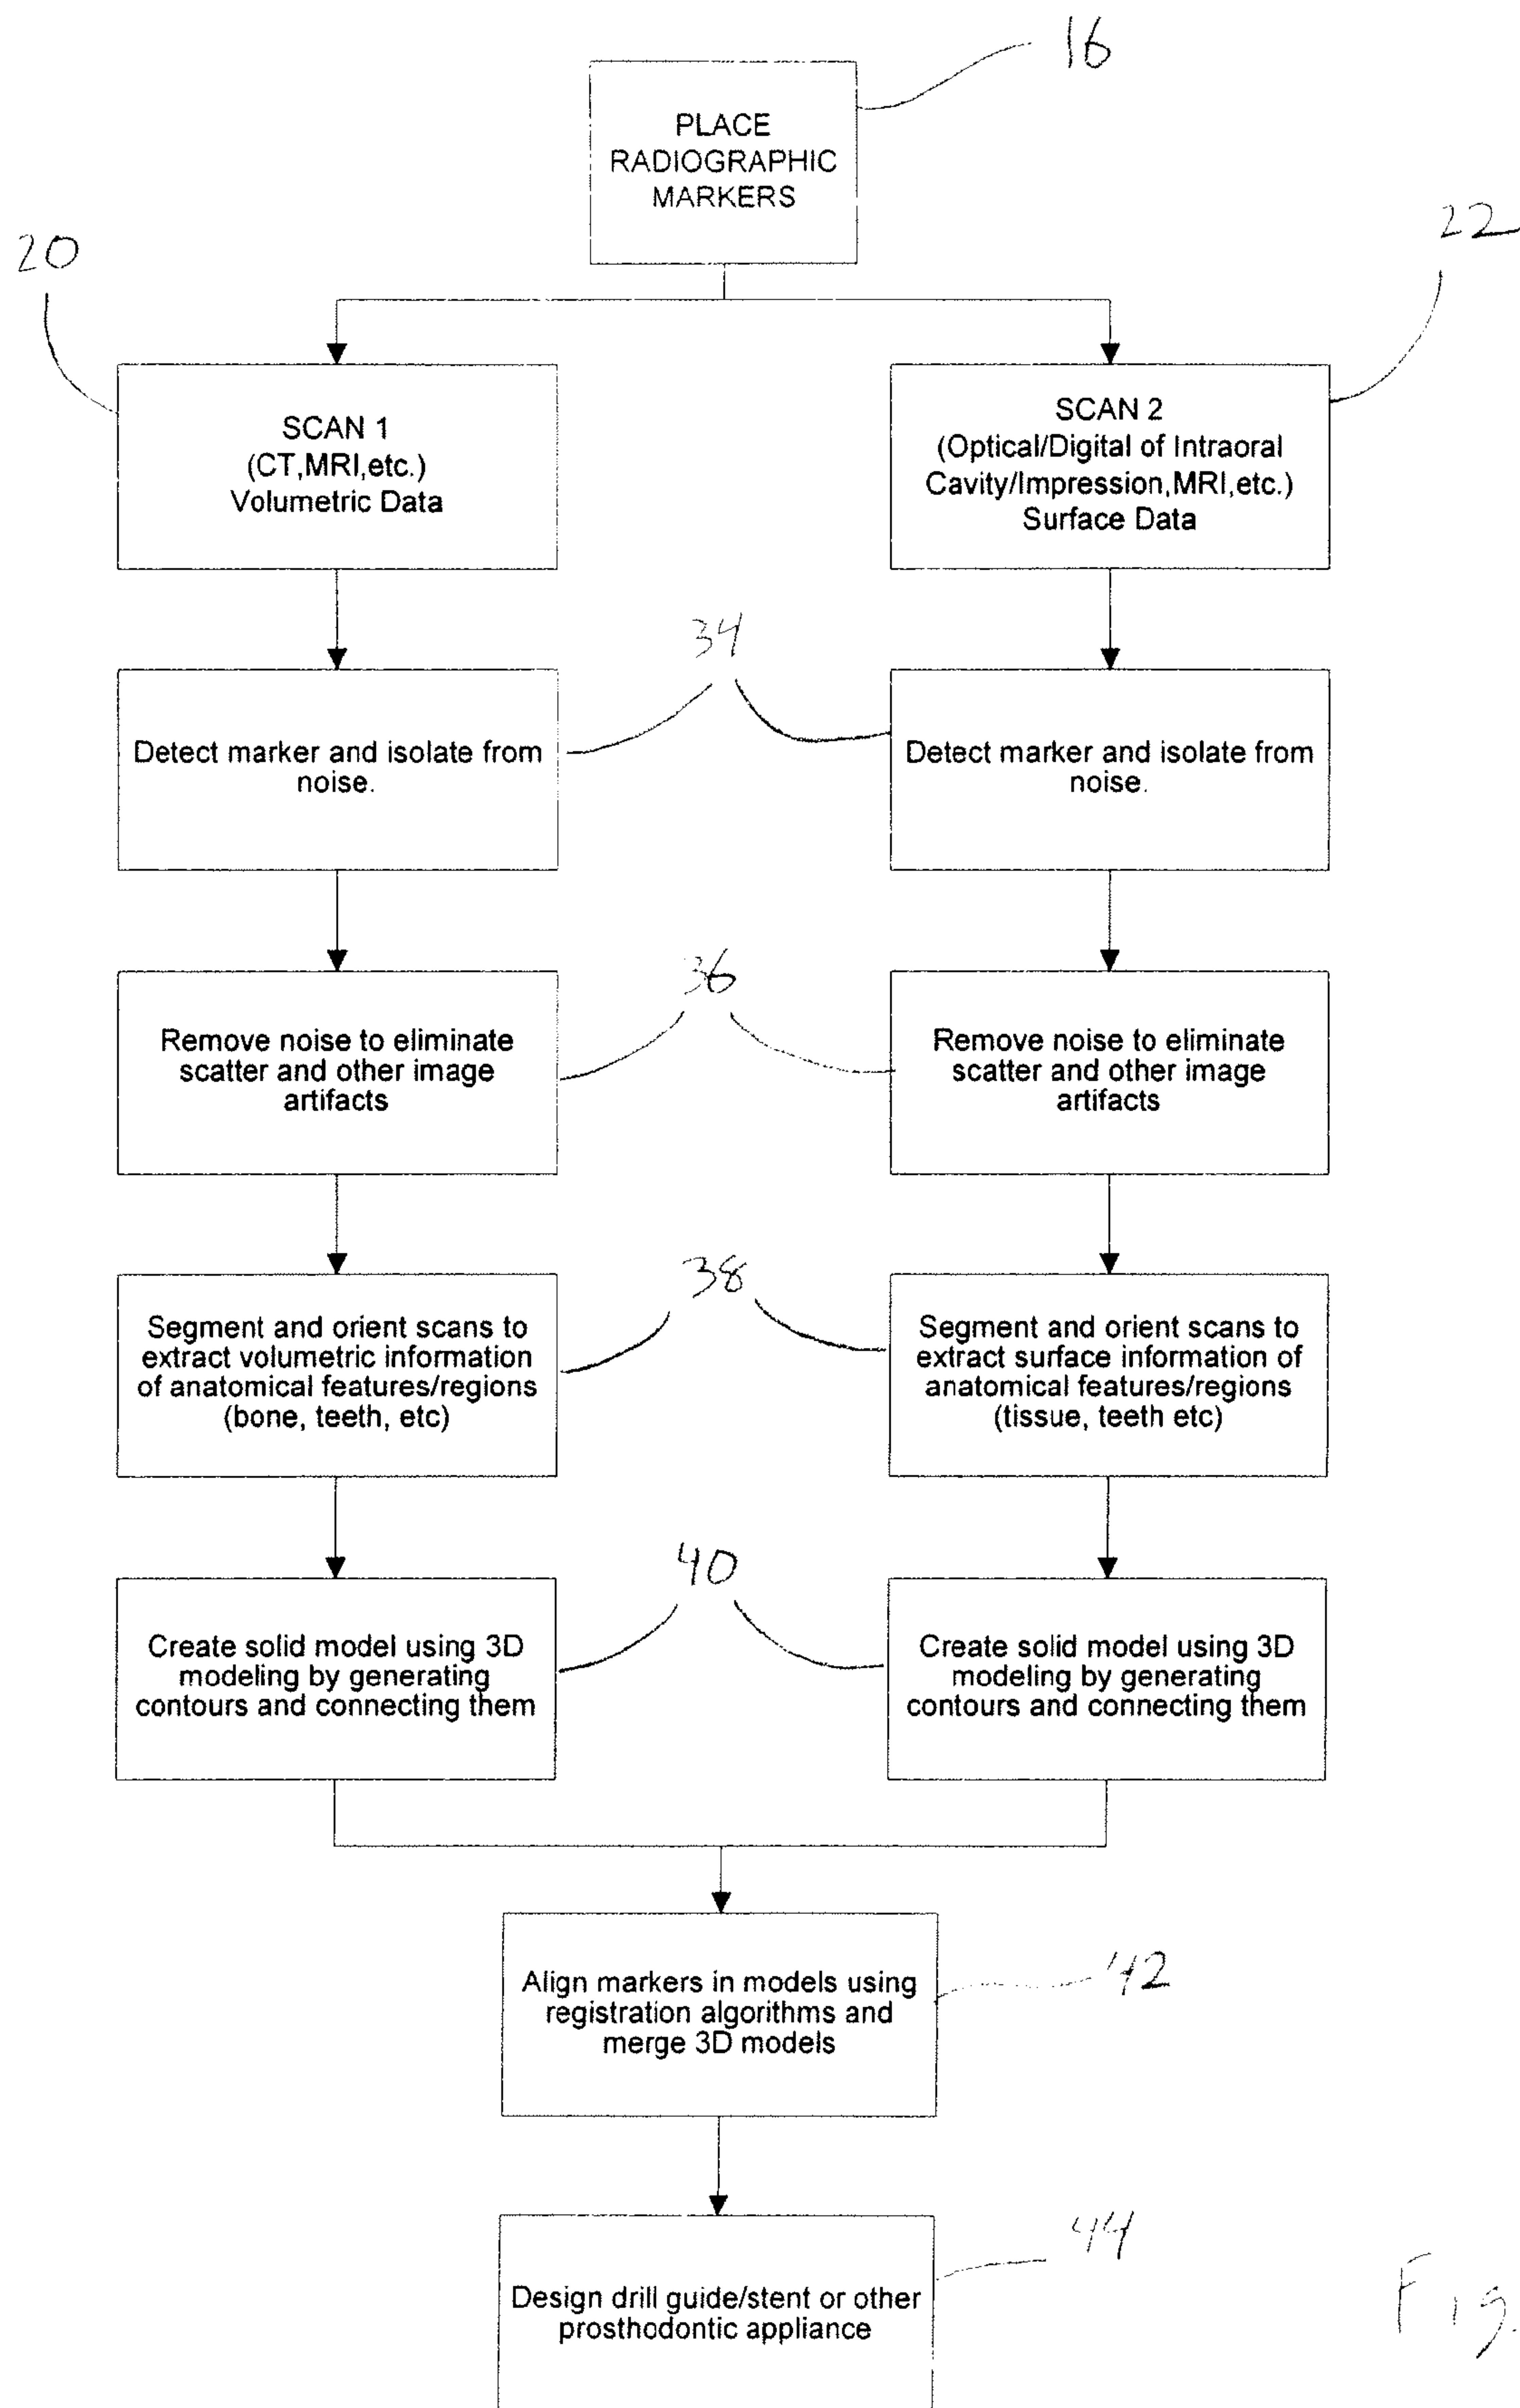 16
PLACE
RADIOGRAPHIC
MARKERS
20
22
SCAN 1
(CT,MRI,etc.)
Volumetric Data
SCAN 2
(Optical/Digital of Intraoral
Cavity/Impression,MRI,etc.)
Surface Data
34
Detect marker and isolate from
noise.
Detect marker and isolate from
noise.
36
Remove noise to eliminate
scatter and other image
artifacts
Remove noise to eliminate
scatter and other image
artifacts
38
Segment and orient scans to
extract volumetric information
of anatomical features/regions
(bone, teeth, etc)
Segment and orient scans to
extract surface information of
anatomical features/regions
(tissue, teeth etc)
40
Create solid model using 3D
modeling by generating
contours and connecting them
Create solid model using 3D
modeling by generating
contours and connecting them
42
Align markers in models using
registration algorithms and
merge 3D models
44
Design drill guide/stent or other
prosthodontic appliance
Fig.